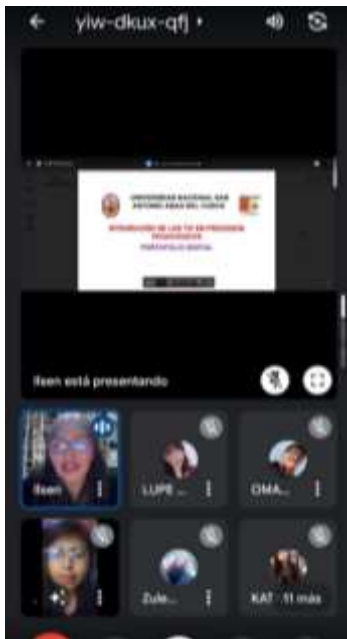 yiw-dkux-qfj
UNIVERSIDAD NACIONAL SAN
ANTONIO ABAD DEL CUSCO
INTEGRACIÓN DE LAS TIC EN PROCESOS
PEDAGÓGICOS
PORTAFOLIO DIGITAL
Ilsen está presentando
Ilsen
LUPE ...
OMA...
Zule...
KAT
11 más